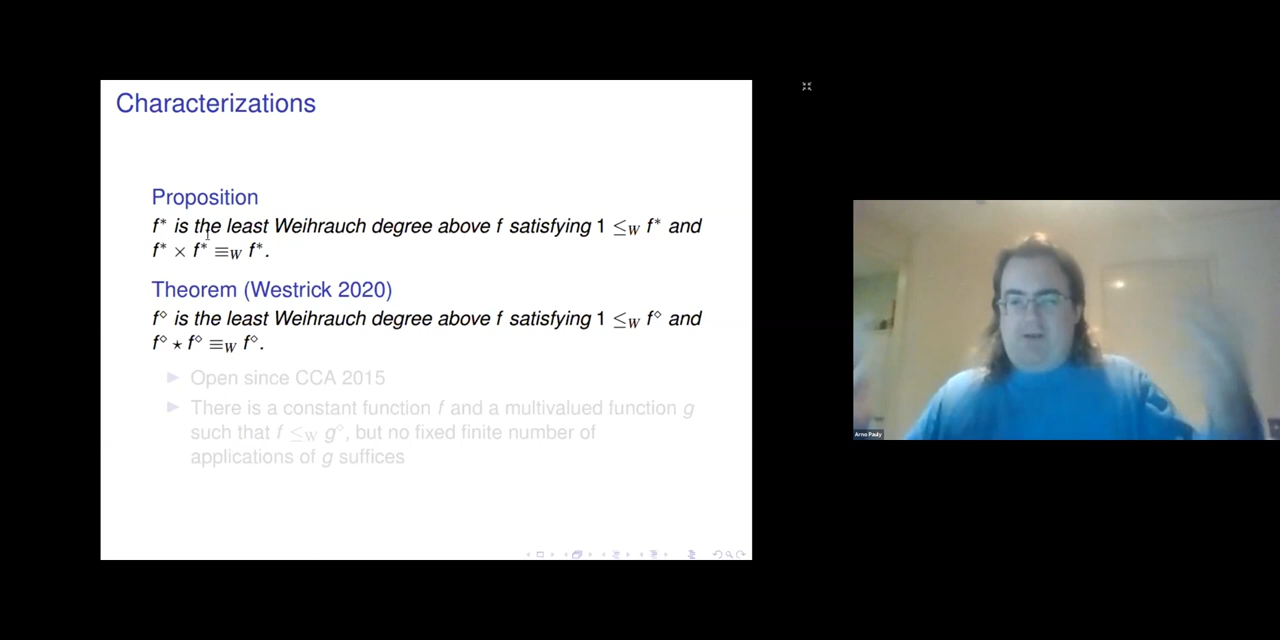 Characterizations
Proposition
f* is the least Weihrauch degree above f satisfying 1 ≤W f* and
f* × f* ≡W f*.
Theorem (Westrick 2020)
f⋄ is the least Weihrauch degree above f satisfying 1 ≤W f⋄ and
f⋄ ⋆ f⋄ ≡W f⋄.
▶ Open since CCA 2015
▶ There is a constant function f and a multivalued function g
such that f ≤W g⋄, but no fixed finite number of
applications of g suffices
Arno Pauly